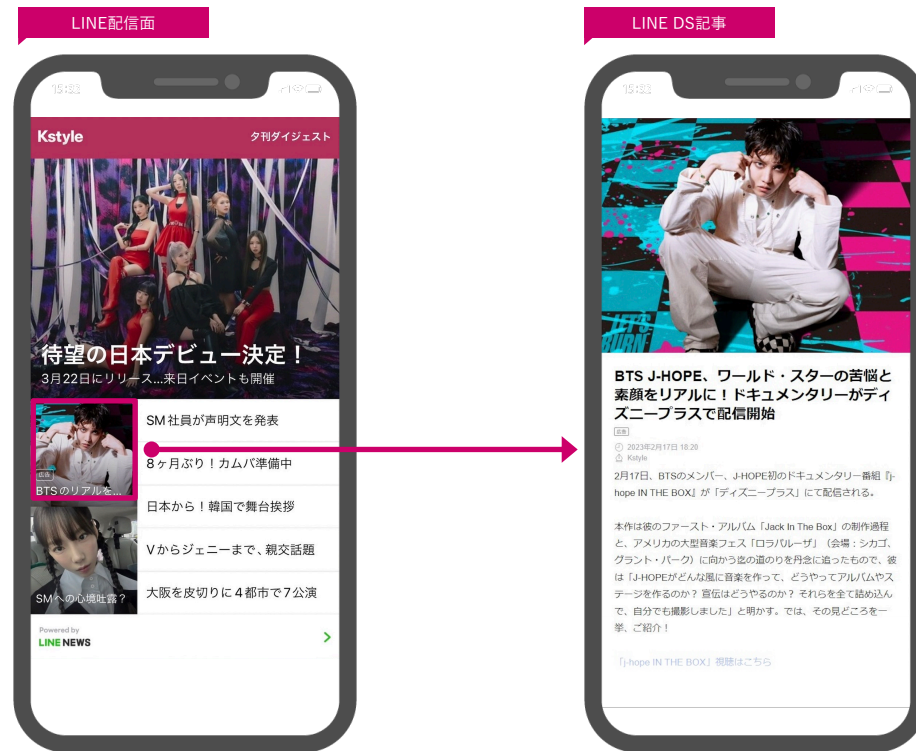 LINE配信面
LINE DS記事
15:33
Kstyle
夕刊ダイジェスト
待望の日本デビュー決定！
3月22日にリリース...来日イベントも開催
広告
BTSのリアルを...
SMへの心境吐露？
SM社員が声明文を発表
8ヶ月ぶり！カムバ準備中
日本から！韓国で舞台挨拶
Vからジェニーまで、親交話題
大阪を皮切りに4都市で7公演
Powered by
LINE NEWS
15:33
LET'S
BURN
BTS J-HOPE、ワールド・スターの苦悩と
素顔をリアルに！ドキュメンタリーがディ
ズニープラスで配信開始
広告
2023年2月17日 18:20
Kstyle
2月17日、BTSのメンバー、J-HOPE初のドキュメンタリー番組『j-
hope IN THE BOX』が「ディズニープラス」にて配信される。
本作は彼のファースト・アルバム「Jack In The Box」の制作過程
と、アメリカの大型音楽フェス「ロラパルーザ」（会場：シカゴ、
グラント・パーク）に向かう迄の道のりを丹念に追ったもので、彼
は「J-HOPEがどんな風に音楽を作って、どうやってアルバムやス
テージを作るのか？ 宣伝はどうやるのか？ それらを全て詰め込ん
で、自分でも撮影しました」と明かす。では、その見どころを一
挙、ご紹介！
「j-hope IN THE BOX」視聴はこちら